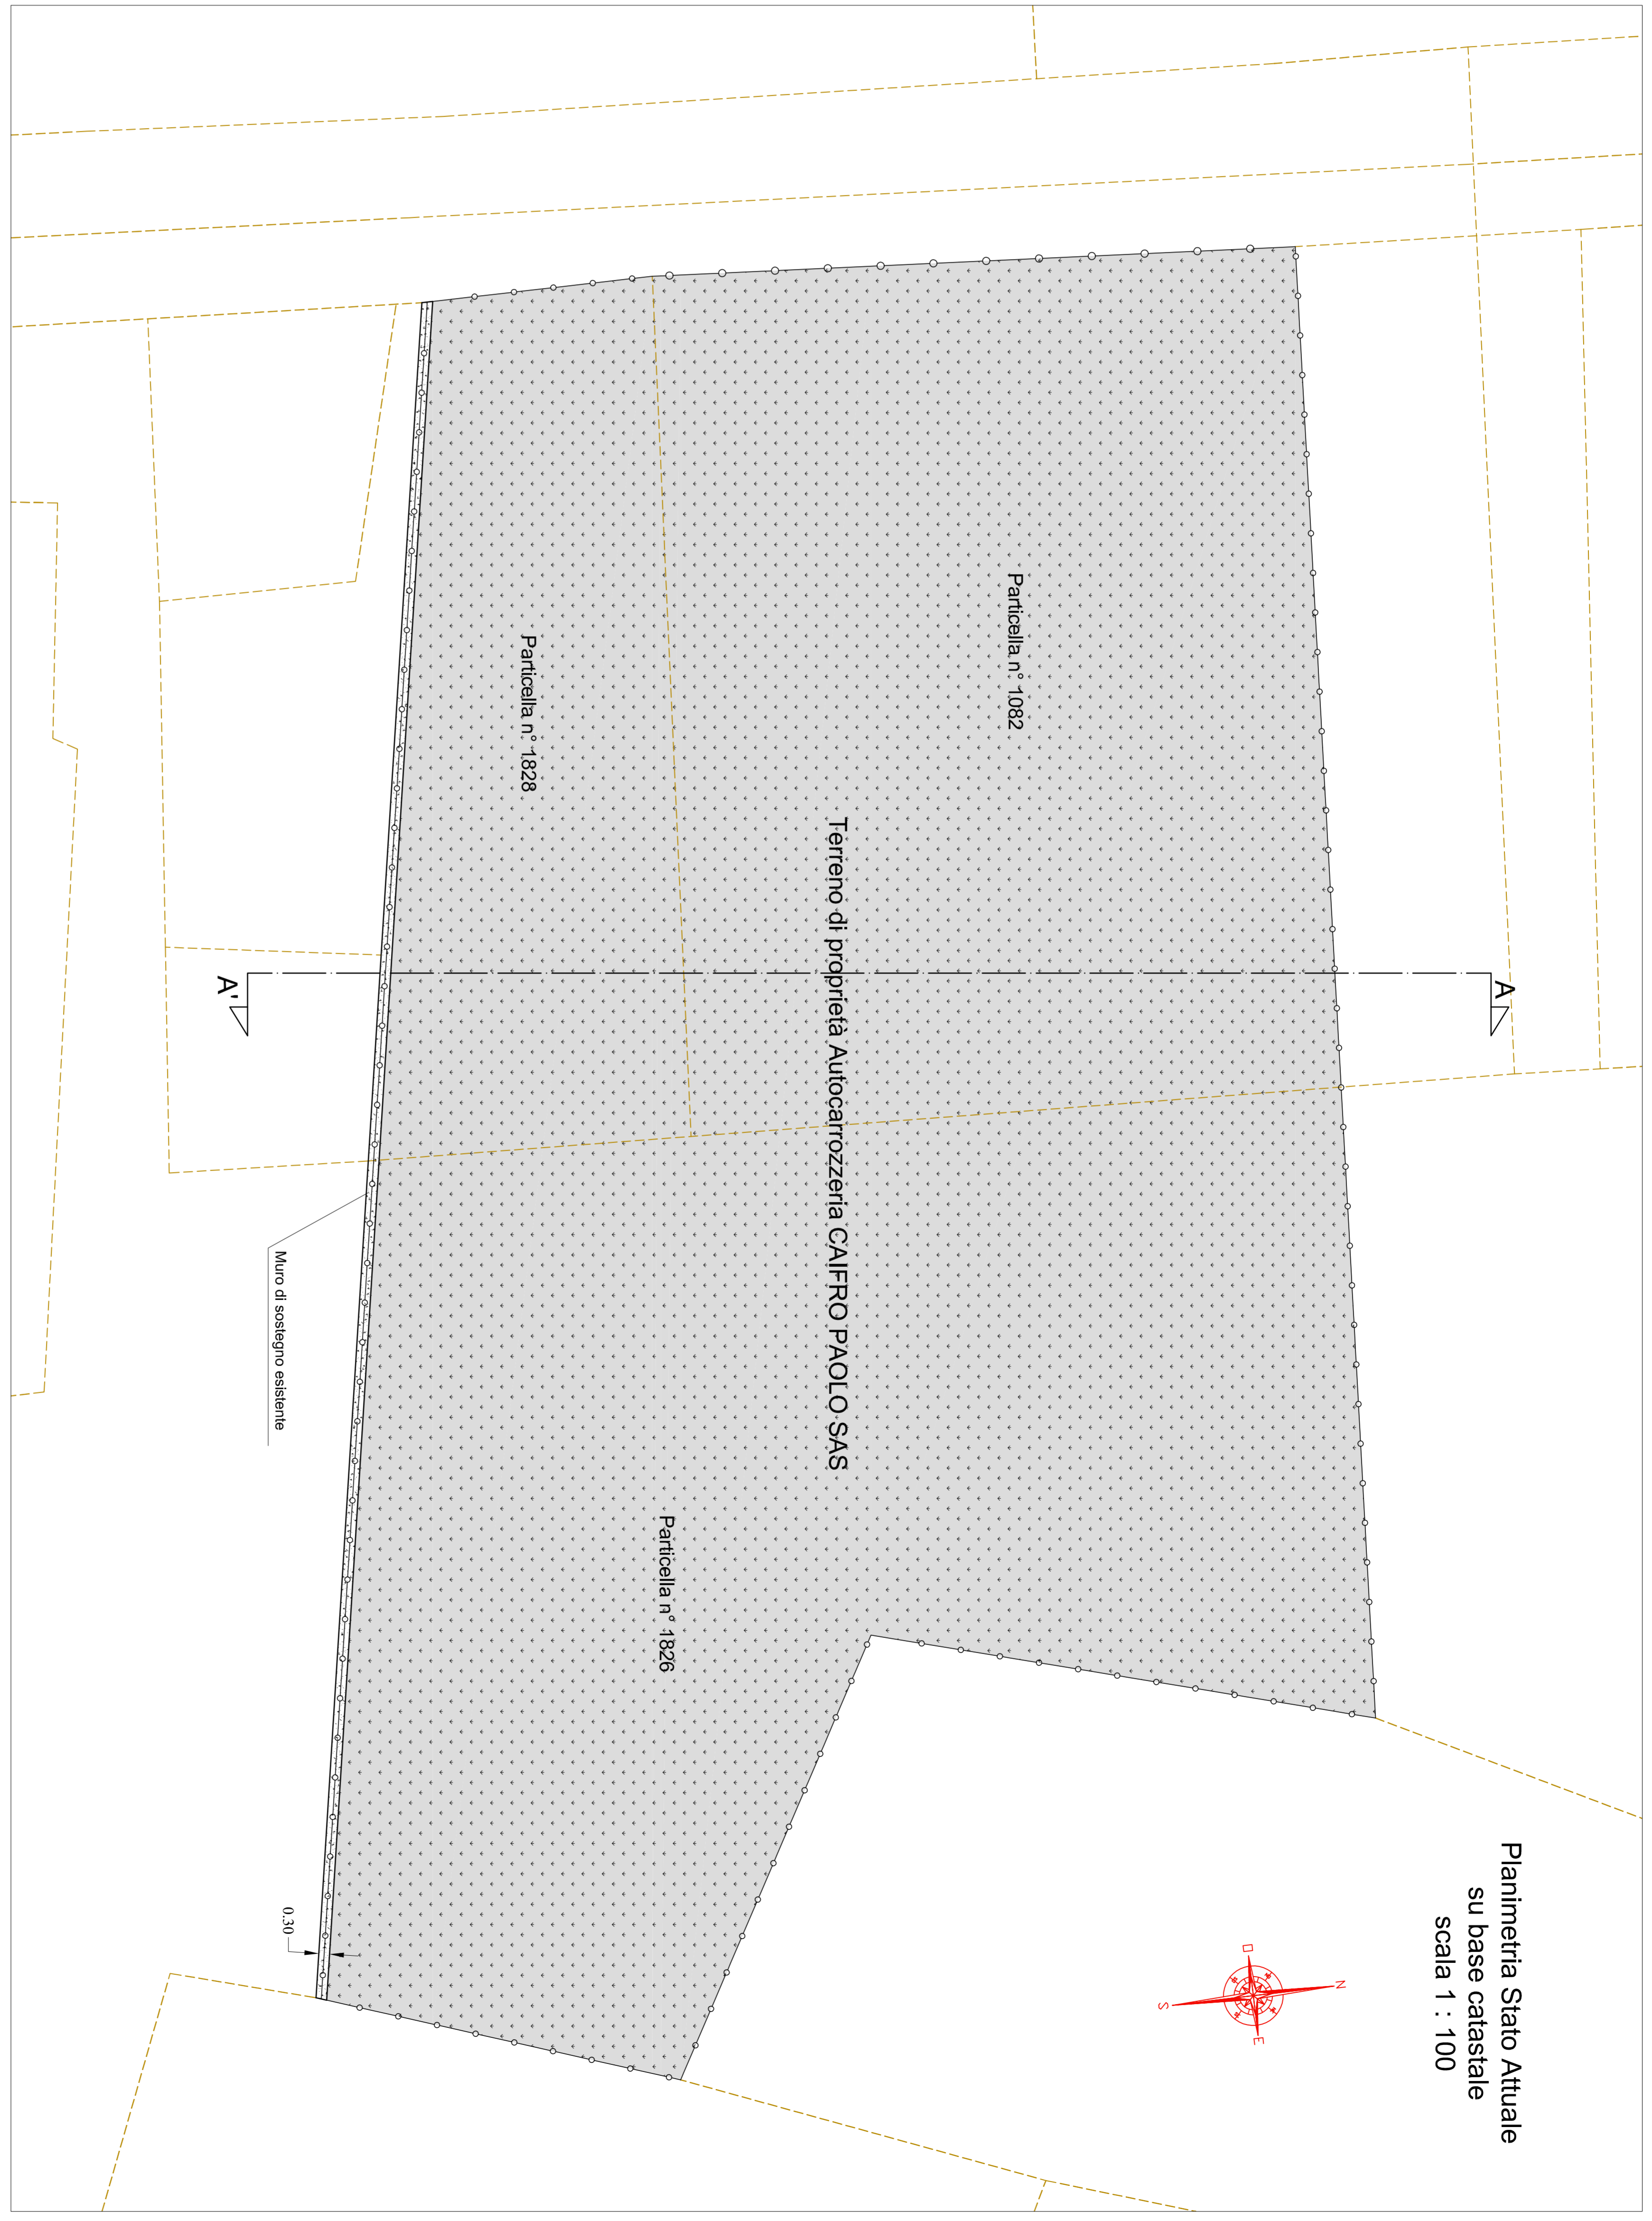 Planimetria Stato Attuale
su base catastale
scala 1 : 100
N
O
E
S
A
Particella n° 1082
Terreno di proprietà Autocarrozzeria CAIFRO PAOLO SAS
Particella n° 1826
Particella n° 1828
Muro di sostegno esistente
0.30
A'